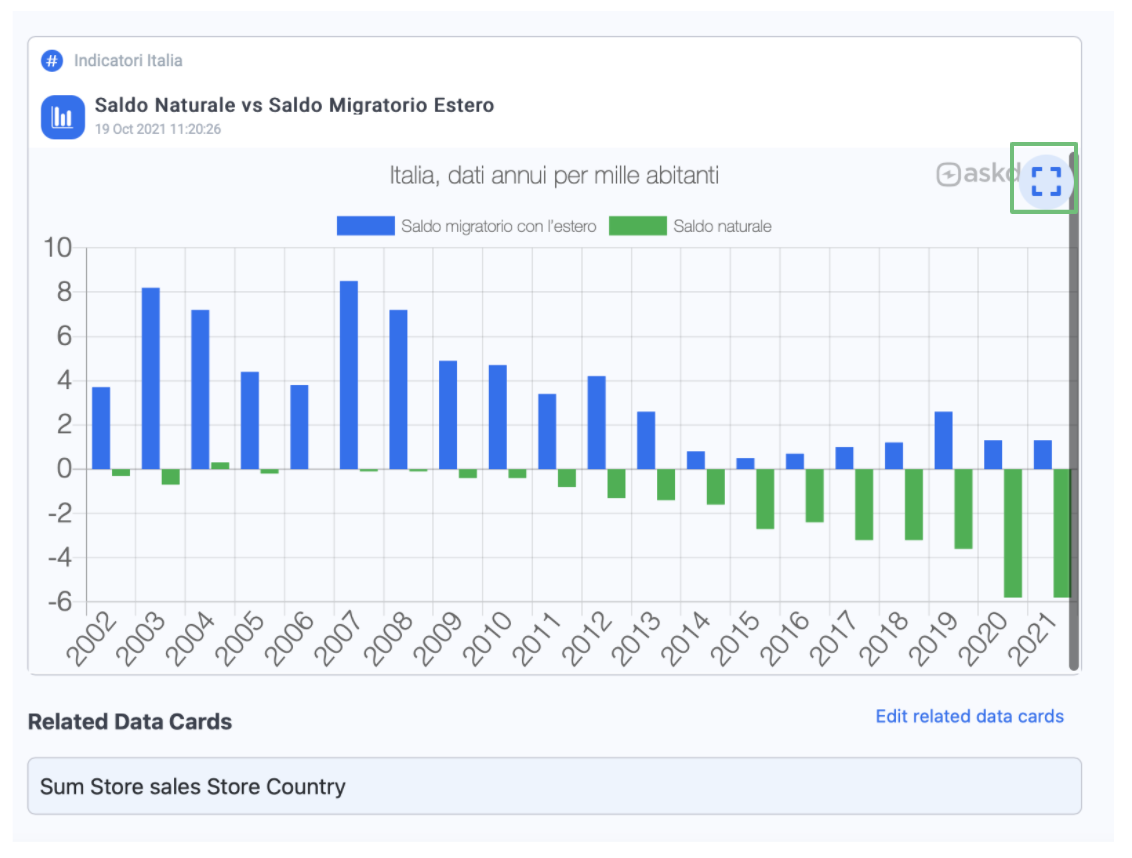 #
Indicatori Italia
Saldo Naturale vs Saldo Migratorio Estero
19 Oct 2021 11:20:26
Italia, dati annui per mille abitanti
askd
Saldo migratorio con l'estero
Saldo naturale
10
8
6
4
2
0
-2
-4
-6
2002 2003 2004 2005 2006 2007 2008 2009 2010 2011 2012 2013 2014 2015 2016 2017 2018 2019 2020 2021
Related Data Cards
Edit related data cards
Sum Store sales Store Country